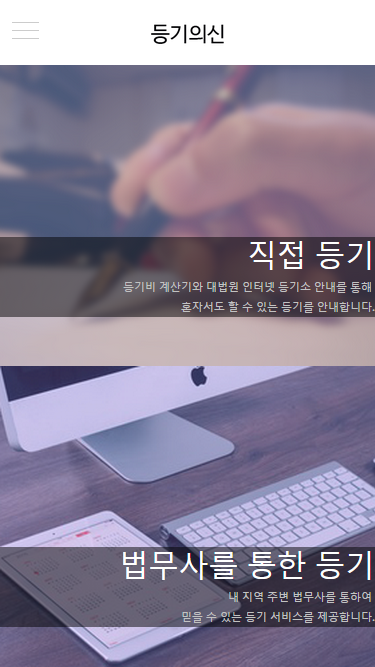 등기의신
직접 등기
등기비 계산기와 대법원 인터넷 등기소 안내를 통해
혼자서도 할 수 있는 등기를 안내합니다.
법무사를 통한 등기
내 지역 주변 법무사를 통하여
믿을 수 있는 등기 서비스를 제공합니다.